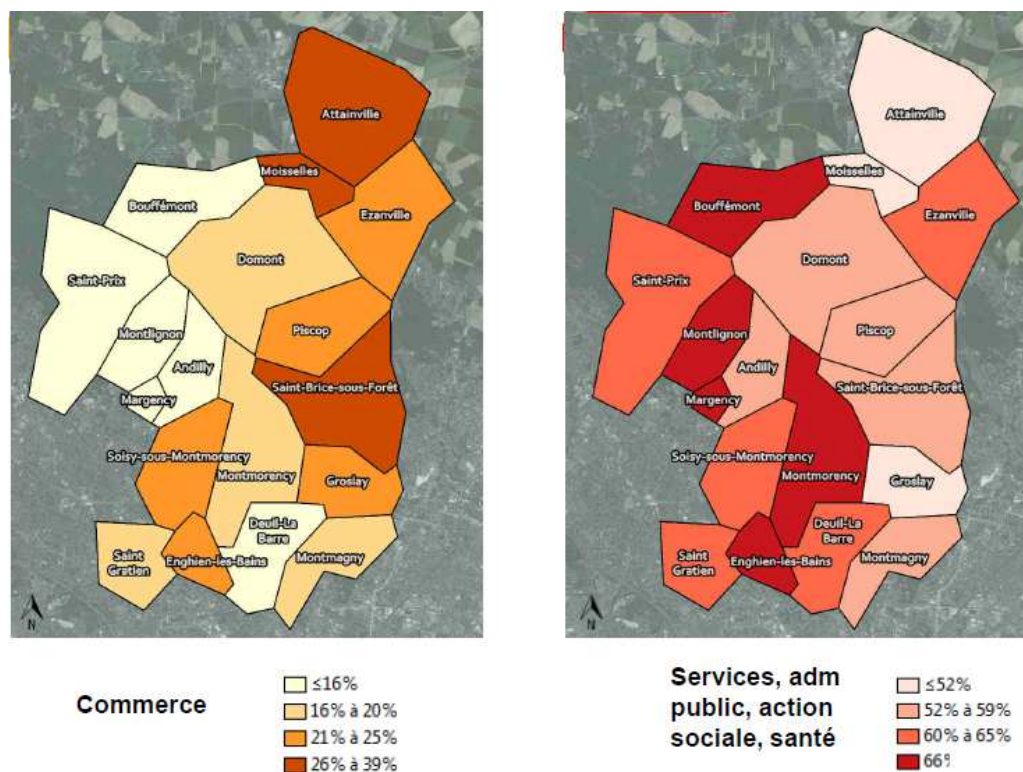 Attainville
Moisselles
Bouffémont
Ezanville
Domont
Saint-Prix
Piscop
Montlignon
Andilly
Saint-Brice-sous-Forêt
Margency
Soisy-sous-Montmorency
Montmorency
Groslay
Deuil-La
Barre
Saint
Gratien
Enghien-les-Bains
Montmagny
N
Commerce
≤16%
16% à 20%
21% à 25%
26% à 39%
Attainville
Moisselles
Bouffémont
Ezanville
Domont
Saint-Prix
Piscop
Montlignon
Andilly
Saint-Brice-sous-Forêt
Margency
Soisy-sous-Montmorency
Montmorency
Groslay
Deuil-La
Barre
Saint
Gratien
Enghien-les-Bains
Montmagny
N
Services, adm
public, action
sociale, santé
≤52%
52% à 59%
60% à 65%
66%